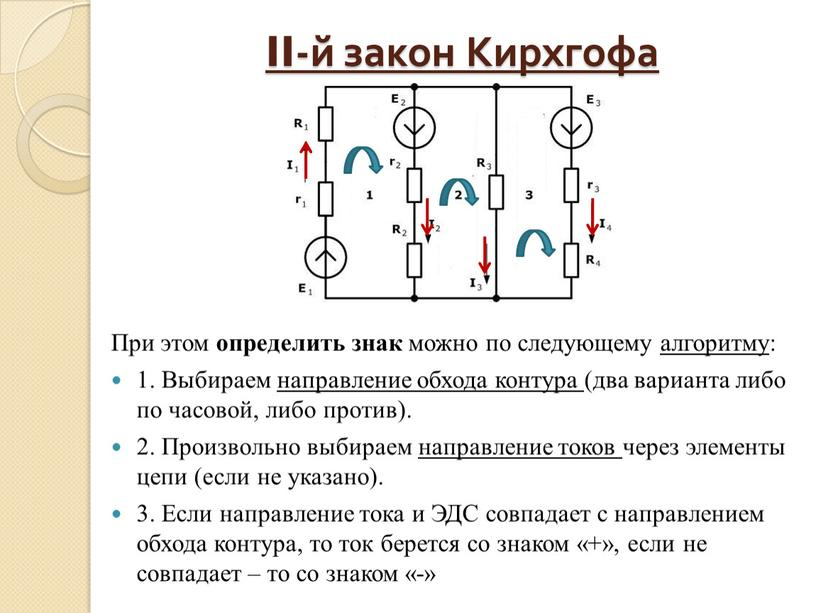 II-й закон Кирхгофа
E2
E3
R1
I1
r2
R3
r3
r1
1
2
3
R2
I2
I4
R4
I3
E1
При этом определить знак можно по следующему алгоритму:
1. Выбираем направление обхода контура (два варианта либо
по часовой, либо против).
2. Произвольно выбираем направление токов через элементы
цепи (если не указано).
3. Если направление тока и ЭДС совпадает с направлением
обхода контура, то ток берется со знаком «+», если не
совпадает – то со знаком «-»